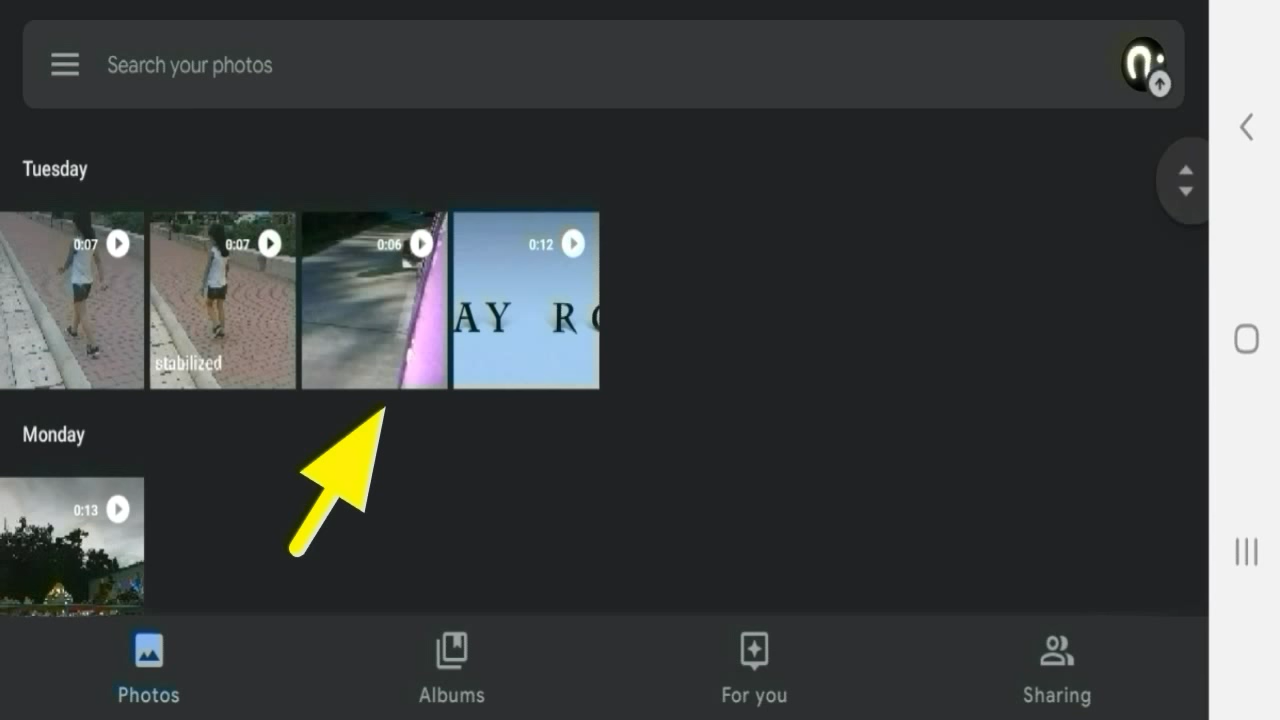 Search your photos
Tuesday
0:07
0:07
0:06
0:12
stabilized
AY RO
Monday
0:13
Photos
Albums
For you
Sharing